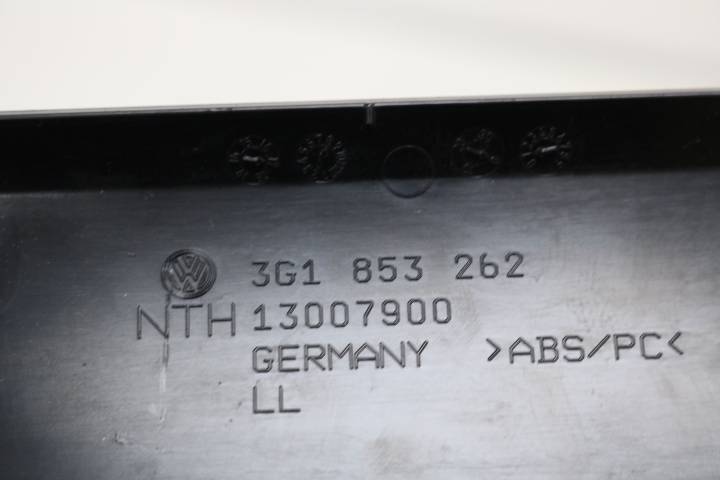 3G1 853 262
NTH 13007900
GERMANY >ABS/PC<
LL